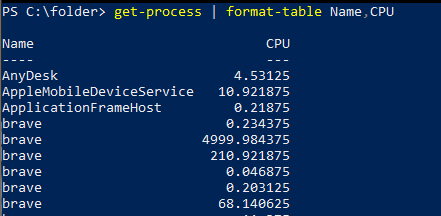 PS C:\folder> get-process | format-table Name,CPU
Name CPU
---- ---
AnyDesk 4.53125
AppleMobileDeviceService 10.921875
ApplicationFrameHost 0.21875
brave 0.234375
brave 4999.984375
brave 210.921875
brave 0.046875
brave 0.203125
brave 68.140625